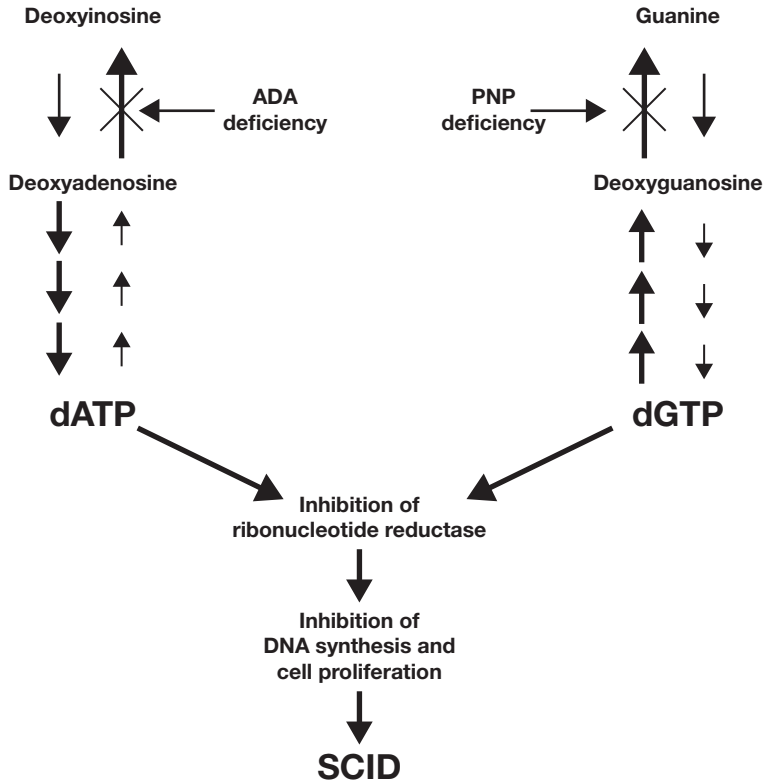 Deoxyinosine
Guanine
ADA
deficiency
PNP
deficiency
Deoxyadenosine
Deoxyguanosine
dATP
dGTP
Inhibition of
ribonucleotide reductase
Inhibition of
DNA synthesis and
cell proliferation
SCID